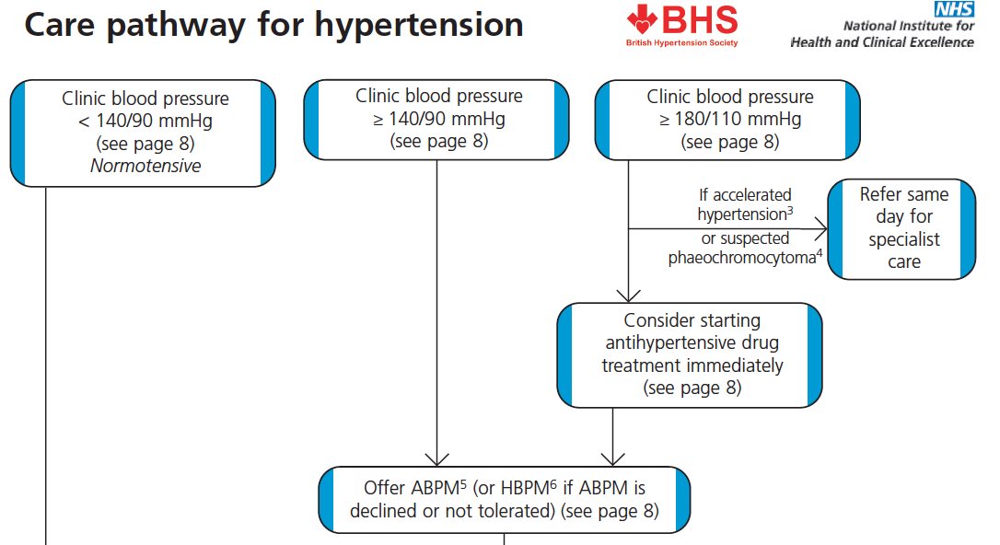 Care pathway for hypertension
BHS
British Hypertension Society
NHS
National Institute for
Health and Clinical Excellence
Clinic blood pressure
< 140/90 mmHg
(see page 8)
Normotensive
Clinic blood pressure
≥ 140/90 mmHg
(see page 8)
Clinic blood pressure
≥ 180/110 mmHg
(see page 8)
If accelerated
hypertension³
or suspected
phaeochromocytoma⁴
Refer same
day for
specialist
care
Consider starting
antihypertensive drug
treatment immediately
(see page 8)
Offer ABPM⁵ (or HBPM⁶ if ABPM is
declined or not tolerated) (see page 8)